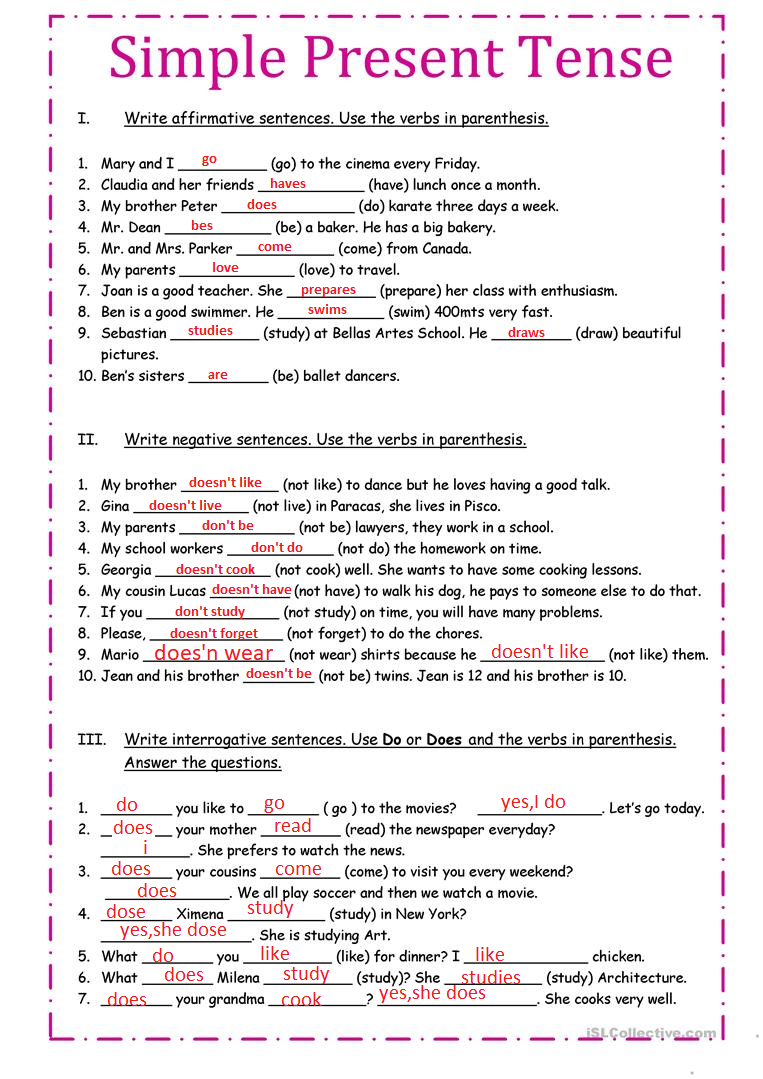 Simple Present Tense
I. Write affirmative sentences. Use the verbs in parenthesis.
1. Mary and I go (go) to the cinema every Friday.
2. Claudia and her friends haves (have) lunch once a month.
3. My brother Peter does (do) karate three days a week.
4. Mr. Dean bes (be) a baker. He has a big bakery.
5. Mr. and Mrs. Parker come (come) from Canada.
6. My parents love (love) to travel.
7. Joan is a good teacher. She prepares (prepare) her class with enthusiasm.
8. Ben is a good swimmer. He swims (swim) 400mts very fast.
9. Sebastian studies (study) at Bellas Artes School. He draws (draw) beautiful
pictures.
10. Ben's sisters are (be) ballet dancers.
II. Write negative sentences. Use the verbs in parenthesis.
1. My brother doesn't like (not like) to dance but he loves having a good talk.
2. Gina doesn't live (not live) in Paracas, she lives in Pisco.
3. My parents don't be (not be) lawyers, they work in a school.
4. My school workers don't do (not do) the homework on time.
5. Georgia doesn't cook (not cook) well. She wants to have some cooking lessons.
6. My cousin Lucas doesn't have (not have) to walk his dog, he pays to someone else to do that.
7. If you don't study (not study) on time, you will have many problems.
8. Please, doesn't forget (not forget) to do the chores.
9. Mario does'n wear (not wear) shirts because he doesn't like (not like) them.
10. Jean and his brother doesn't be (not be) twins. Jean is 12 and his brother is 10.
III. Write interrogative sentences. Use Do or Does and the verbs in parenthesis.
Answer the questions.
1. do you like to go ( go ) to the movies? yes,I do. Let's go today.
2. does your mother read (read) the newspaper everyday?
i. She prefers to watch the news.
3. does your cousins come (come) to visit you every weekend?
does. We all play soccer and then we watch a movie.
4. dose Ximena study (study) in New York?
yes,she dose. She is studying Art.
5. What do you like (like) for dinner? I like chicken.
6. What does Milena study (study)? She studies (study) Architecture.
7. does your grandma cook? yes,she does. She cooks very well.
iSLCollective.com